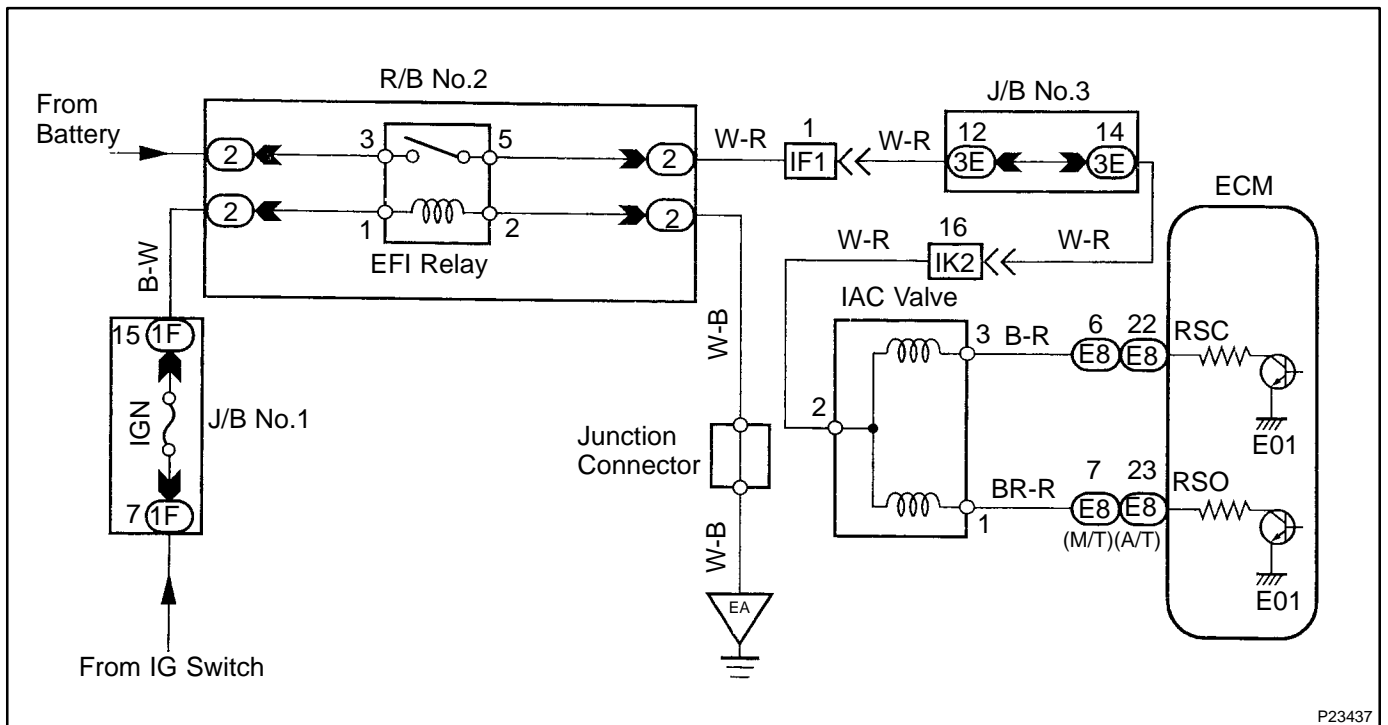 R/B No.2
J/B No.3
From
Battery
3 5
1
12 14
2 2 W-R IF1 W-R 3E 3E
ECM
2 2
1 2
EFI Relay
16
W-R IK2 W-R
B-W
IAC Valve
15 1F
W-B
3 B-R 6 22 RSC
E8 E8
IGN
J/B No.1
2
E01
Junction
Connector
7 1F
1 BR-R 7 23 RSO
E8 E8
(M/T) (A/T)
W-B
EA
E01
From IG Switch
P23437